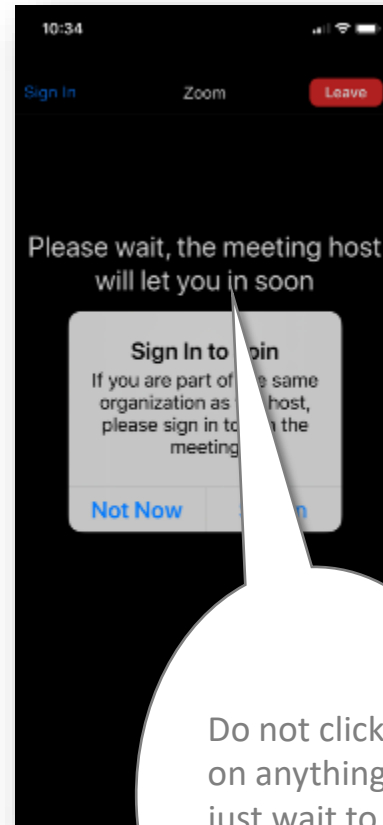 10:34
Sign In Zoom Leave
Please wait, the meeting host
will let you in soon
Sign In to
If you are part of same
organization as host,
please sign in the
meeting
Not Now
Do not click
on anything
just wait to